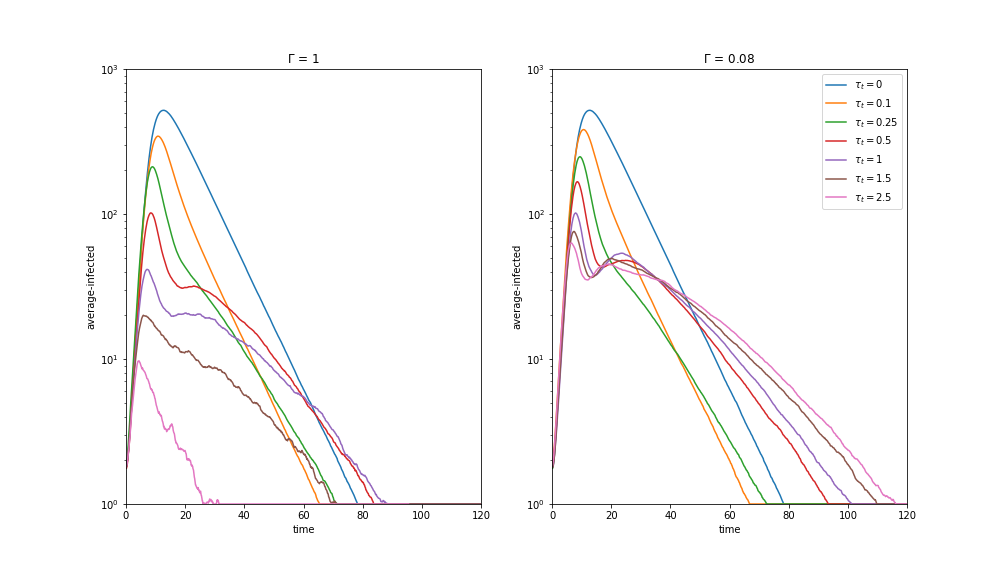 Γ = 1
average-infected
10³
10²
10¹
10⁰
0 20 40 60 80 100 120
time
Γ = 0.08
average-infected
10³
10²
10¹
10⁰
0 20 40 60 80 100 120
time
τₜ = 0
τₜ = 0.1
τₜ = 0.25
τₜ = 0.5
τₜ = 1
τₜ = 1.5
τₜ = 2.5